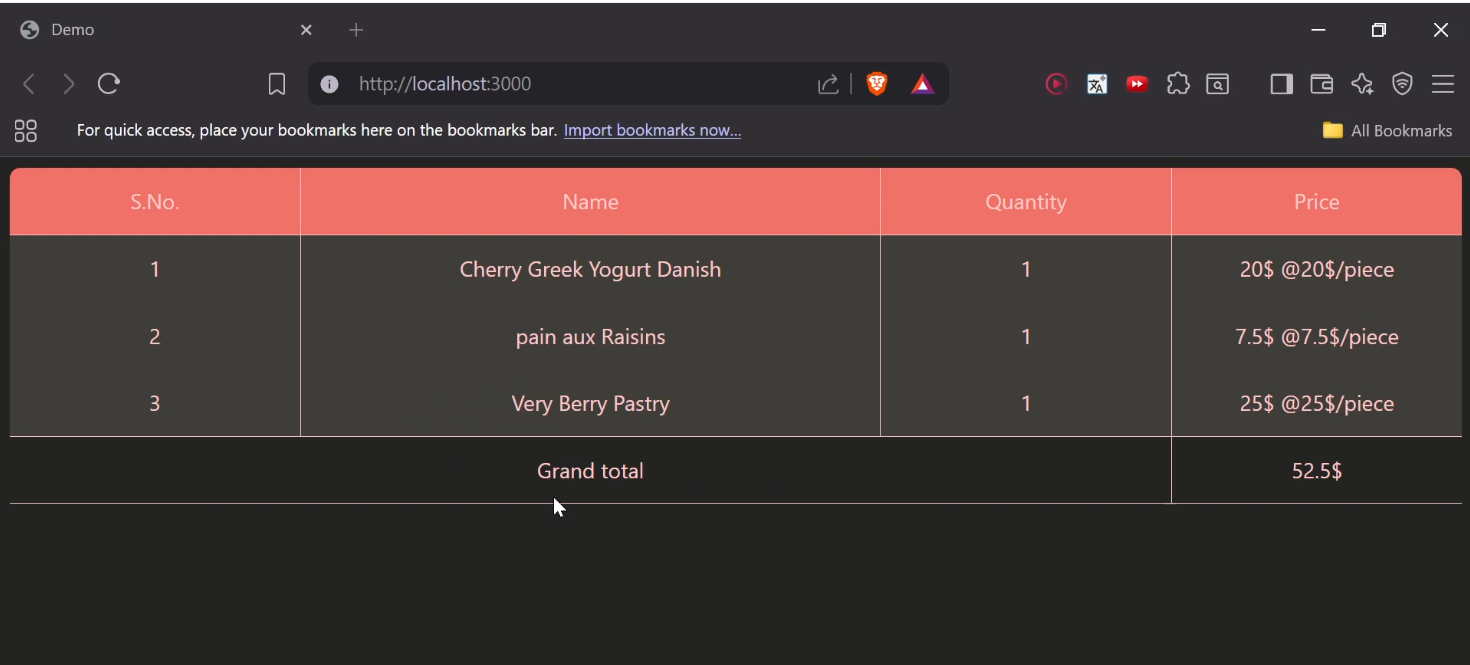 Demo
http://localhost:3000
For quick access, place your bookmarks here on the bookmarks bar. Import bookmarks now...
All Bookmarks
S.No. Name Quantity Price
1 Cherry Greek Yogurt Danish 1 20$ @20$/piece
2 pain aux Raisins 1 7.5$ @7.5$/piece
3 Very Berry Pastry 1 25$ @25$/piece
Grand total 52.5$